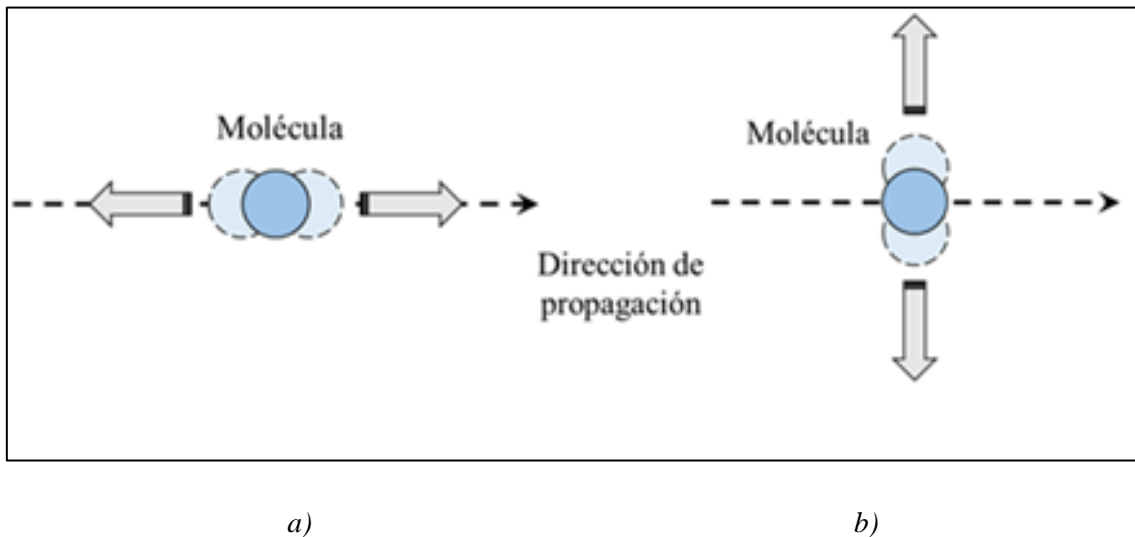 Molécula
Molécula
Dirección de
propagación
a)
b)